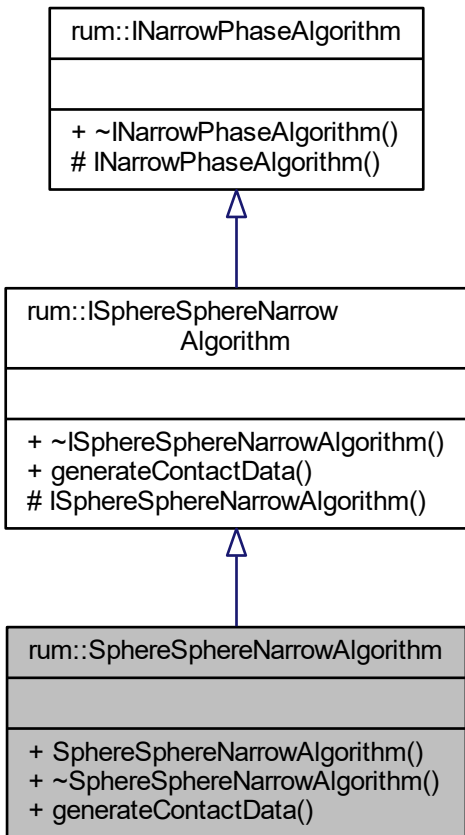 rum::INarrowPhaseAlgorithm
+ ~INarrowPhaseAlgorithm()
# INarrowPhaseAlgorithm()
rum::ISphereSphereNarrow
Algorithm
+ ~ISphereSphereNarrowAlgorithm()
+ generateContactData()
# ISphereSphereNarrowAlgorithm()
rum::SphereSphereNarrowAlgorithm
+ SphereSphereNarrowAlgorithm()
+ ~SphereSphereNarrowAlgorithm()
+ generateContactData()